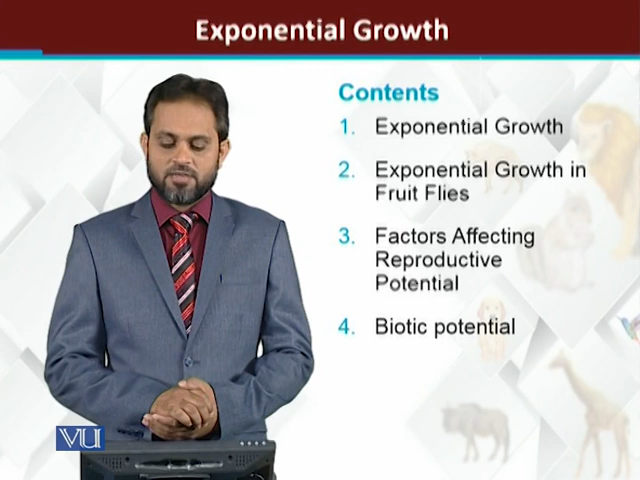 Exponential Growth
Contents
1. Exponential Growth
2. Exponential Growth in
Fruit Flies
3. Factors Affecting
Reproductive
Potential
4. Biotic potential
VU